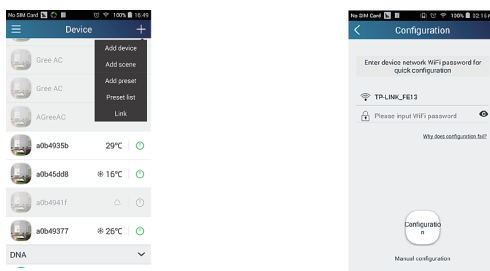 No SIM Card 100% 16:49
Device
Add device
Add scene
Add preset
Preset list
Link
Gree AC
Gree AC
AGreeAC
a0b4935b 29°C
a0b45dd8 16°C
a0b4941f
a0b49377 26°C
DNA
No SIM Card 100% 02:16
Configuration
Enter device network WiFi password for
quick configuration
TP-LINK_FE13
Please input WiFi password
Why does configuration fail?
Configuratio
n
Manual configuration